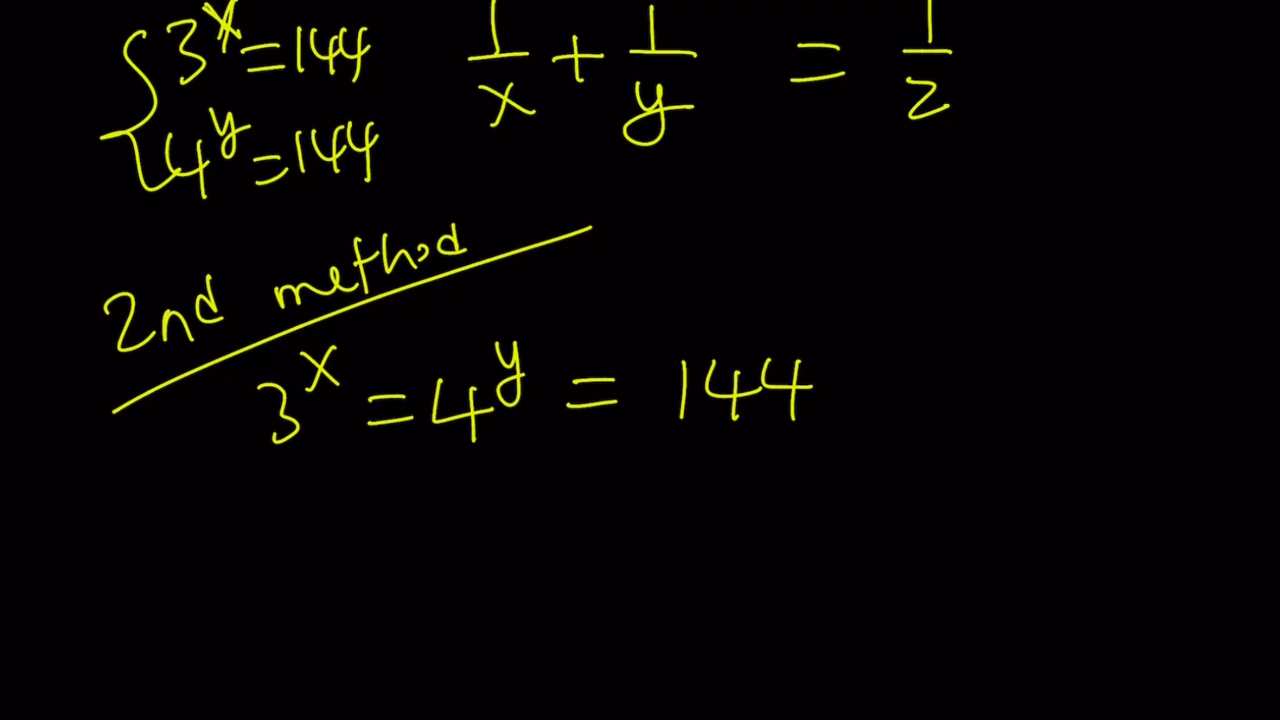 3^x = 144
1/x + 1/y = 1/2
4^y = 144
2nd method
3^x = 4^y = 144